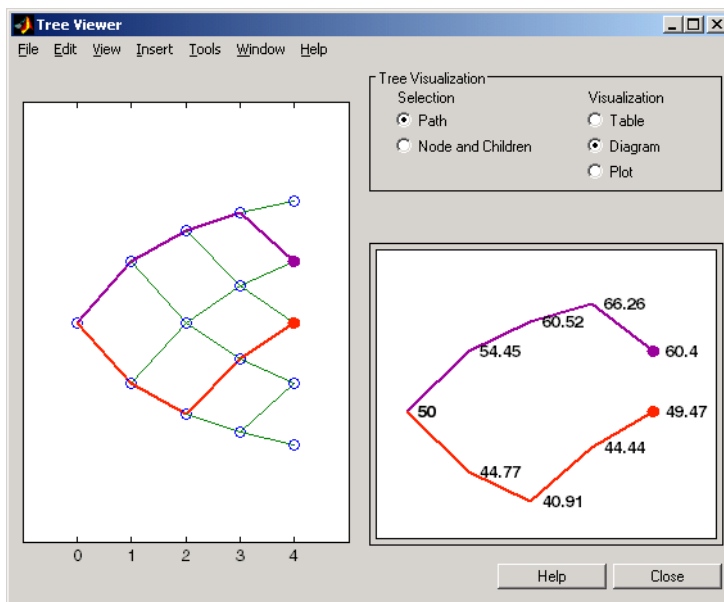 Tree Viewer
File Edit View Insert Tools Window Help
Tree Visualization
Selection
Visualization
Path
Table
Node and Children
Diagram
Plot
66.26
60.52
54.45
60.4
50
49.47
44.44
44.77
40.91
0 1 2 3 4
Help
Close